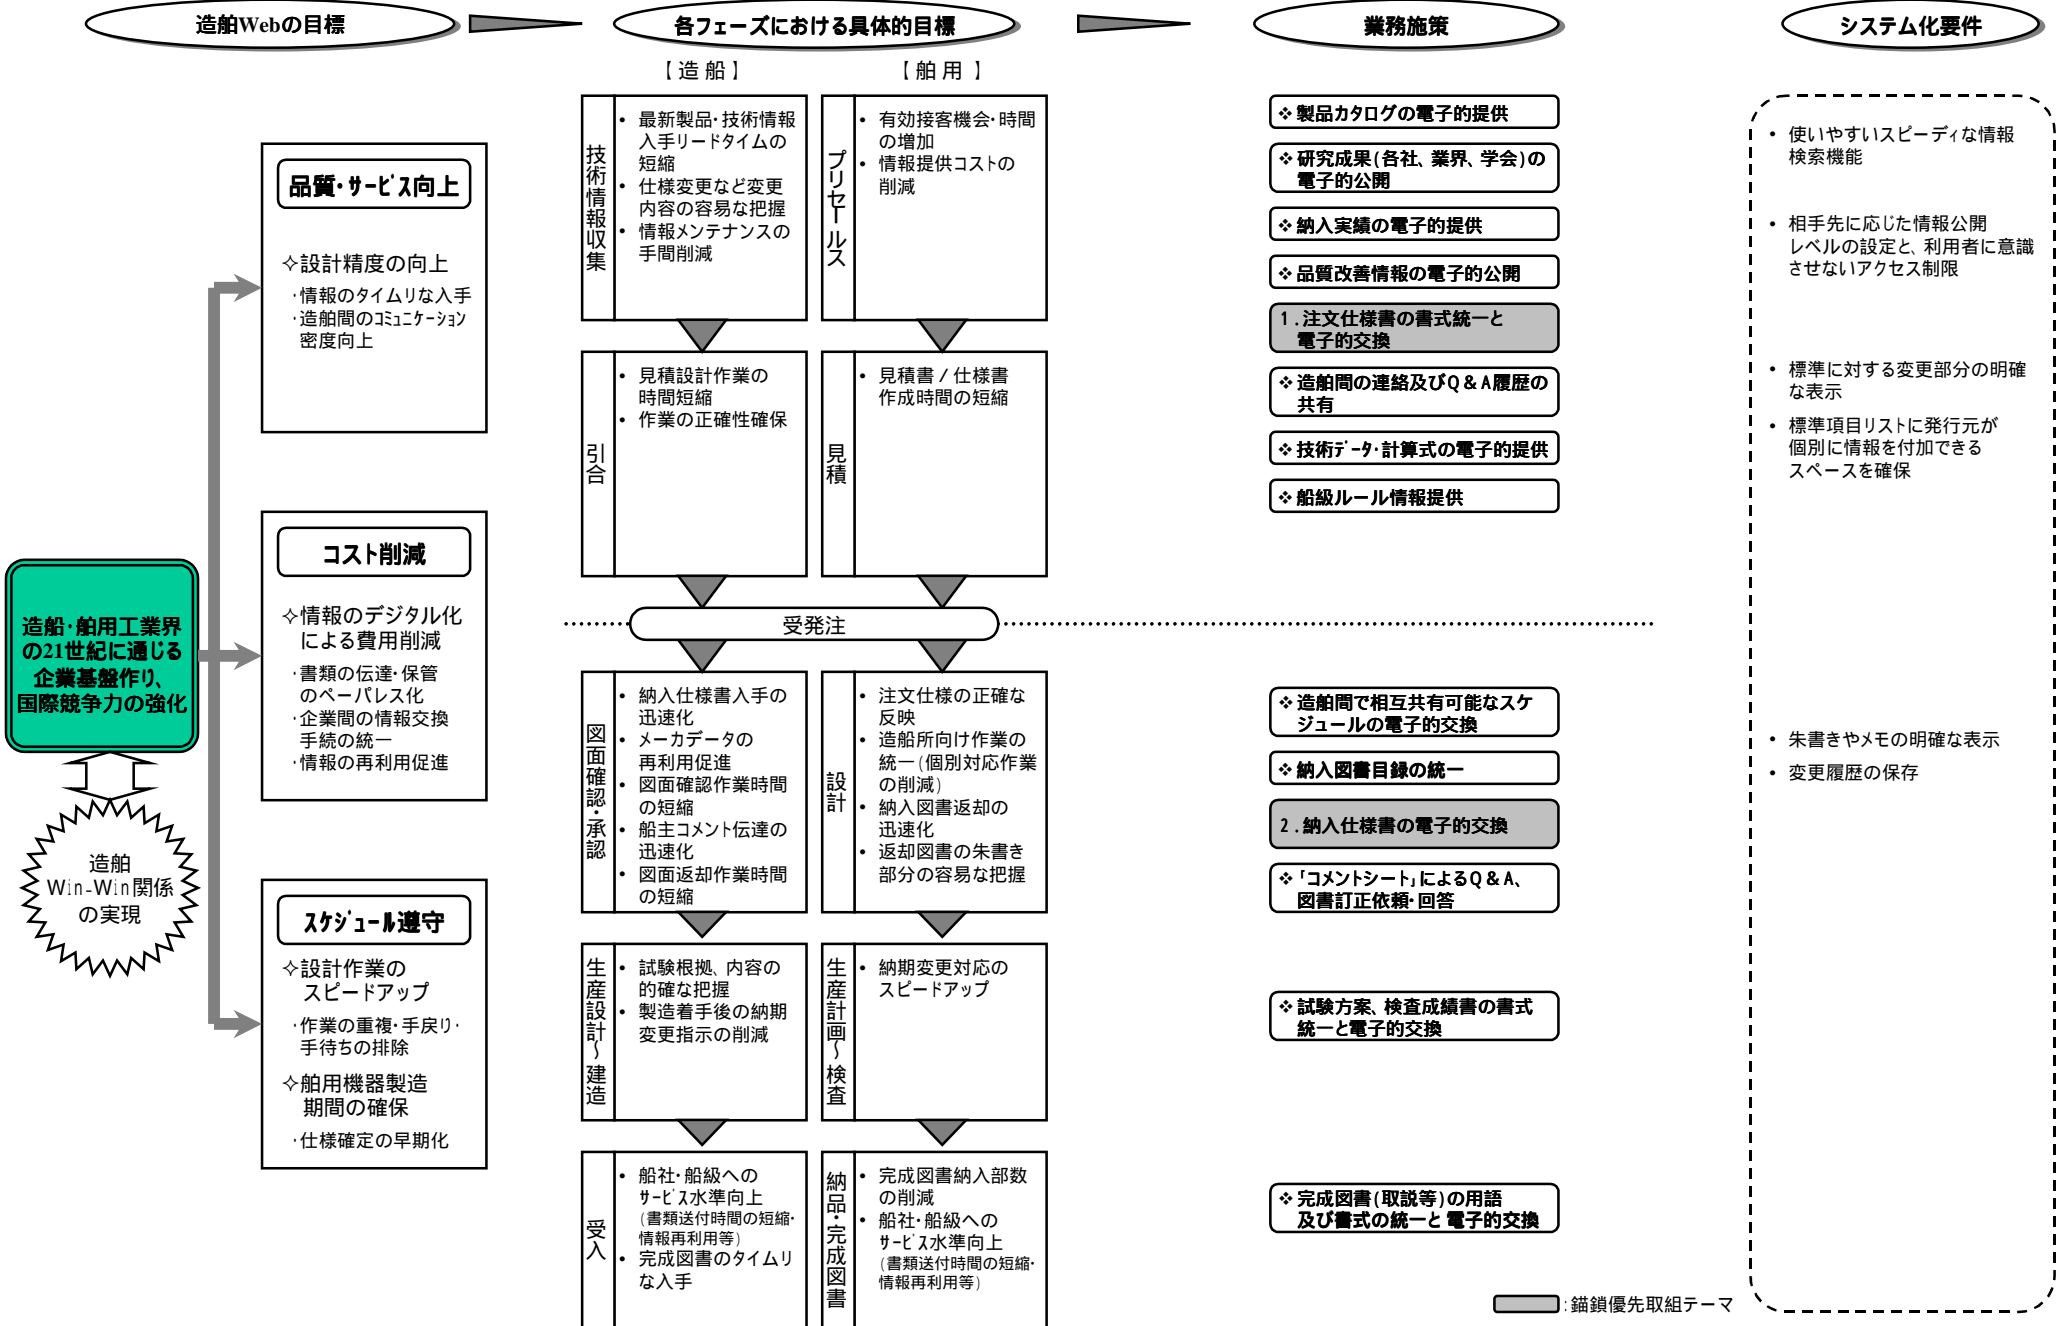 造舶Webの目標
各フェーズにおける具体的目標
業務施策
システム化要件
【 造 船 】
【 舶 用 】
造船・舶用工業界
の21世紀に通じる
企業基盤作り、
国際競争力の強化
造舶
Win-Win関係
の実現
品質・サービス向上
✧設計精度の向上
・情報のタイムリな入手
・造舶間のコミュニケーション
密度向上
コスト削減
✧情報のデジタル化
による費用削減
・書類の伝達・保管
のペーパレス化
・企業間の情報交換
手続の統一
・情報の再利用促進
スケジュール遵守
✧設計作業の
スピードアップ
・作業の重複・手戻り・
手待ちの排除
✧舶用機器製造
期間の確保
・仕様確定の早期化
技術情報収集
• 最新製品・技術情報
入手リードタイムの
短縮
• 仕様変更など変更
内容の容易な把握
• 情報メンテナンスの
手間削減
プリセールス
• 有効接客機会・時間
の増加
• 情報提供コストの
削減
引合
• 見積設計作業の
時間短縮
• 作業の正確性確保
見積
• 見積書/仕様書
作成時間の短縮
受発注
図面確認・承認
• 納入仕様書入手の
迅速化
• メーカデータの
再利用促進
• 図面確認作業時間
の短縮
• 船主コメント伝達の
迅速化
• 図面返却作業時間
の短縮
設計
• 注文仕様の正確な
反映
• 造船所向け作業の
統一(個別対応作業
の削減)
• 納入図書返却の
迅速化
• 返却図書の朱書き
部分の容易な把握
生産設計~建造
• 試験根拠、内容の
的確な把握
• 製造着手後の納期
変更指示の削減
生産計画~検査
• 納期変更対応の
スピードアップ
受入
• 船社・船級への
サービス水準向上
(書類送付時間の短縮・
情報再利用等)
• 完成図書のタイムリ
な入手
納品・完成図書
• 完成図書納入部数
の削減
• 船社・船級への
サービス水準向上
(書類送付時間の短縮・
情報再利用等)
❖製品カタログの電子的提供
❖研究成果(各社、業界、学会)の
電子的公開
❖納入実績の電子的提供
❖品質改善情報の電子的公開
1.注文仕様書の書式統一と
電子的交換
❖造舶間の連絡及びQ&A履歴の
共有
❖技術データ・計算式の電子的提供
❖船級ルール情報提供
❖造舶間で相互共有可能なスケ
ジュールの電子的交換
❖納入図書目録の統一
2.納入仕様書の電子的交換
❖「コメントシート」によるQ&A、
図書訂正依頼・回答
❖試験方案、検査成績書の書式
統一と電子的交換
❖完成図書(取説等)の用語
及び書式の統一と電子的交換
• 使いやすいスピーディな情報
検索機能
• 相手先に応じた情報公開
レベルの設定と、利用者に意識
させないアクセス制限
• 標準に対する変更部分の明確
な表示
• 標準項目リストに発行元が
個別に情報を付加できる
スペースを確保
• 朱書きやメモの明確な表示
• 変更履歴の保存
:錨鎖優先取組テーマ